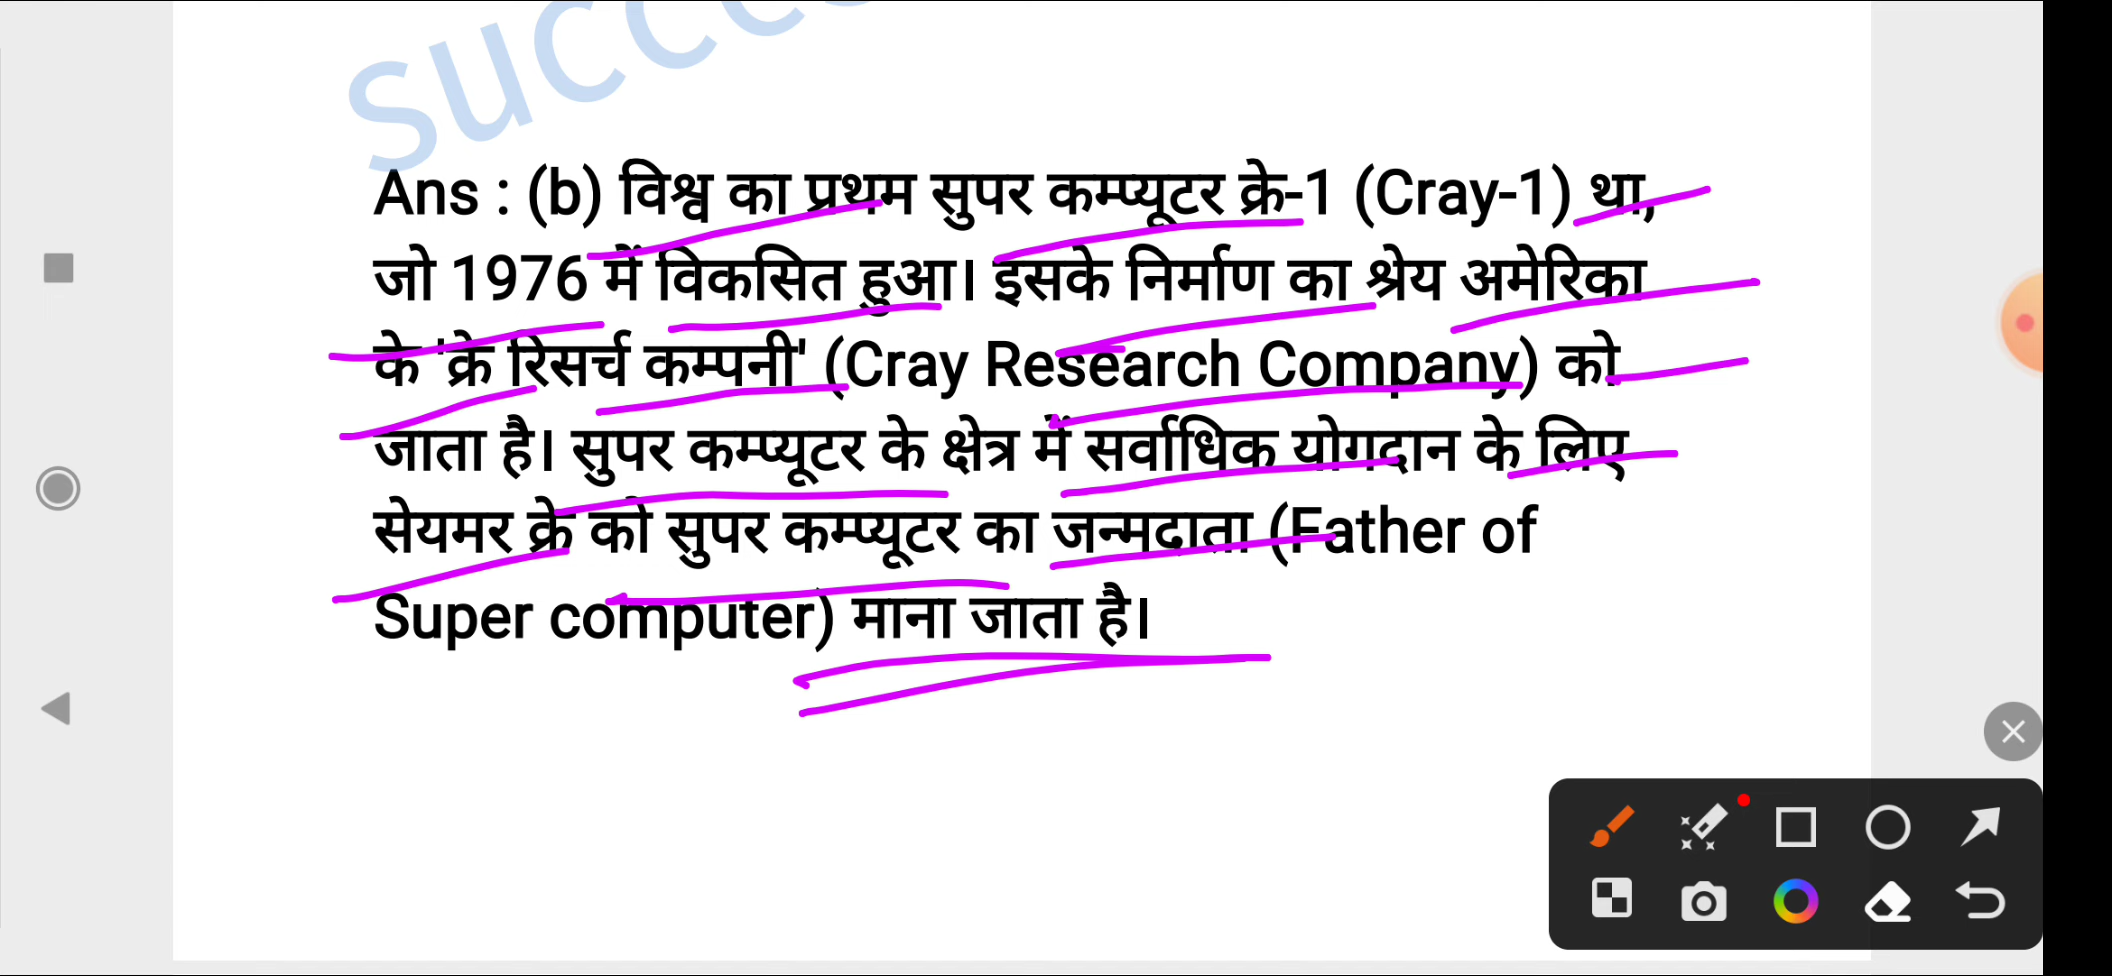 succe
Ans : (b) विश्व का प्रथम सुपर कम्प्यूटर क्रे-1 (Cray-1) था,
जो 1976 में विकसित हुआ। इसके निर्माण का श्रेय अमेरिका
के 'क्रे रिसर्च कम्पनी' (Cray Research Company) को
जाता है। सुपर कम्प्यूटर के क्षेत्र में सर्वाधिक योगदान के लिए
सेयमर क्रे को सुपर कम्प्यूटर का जन्मदाता (Father of
Super computer) माना जाता है।